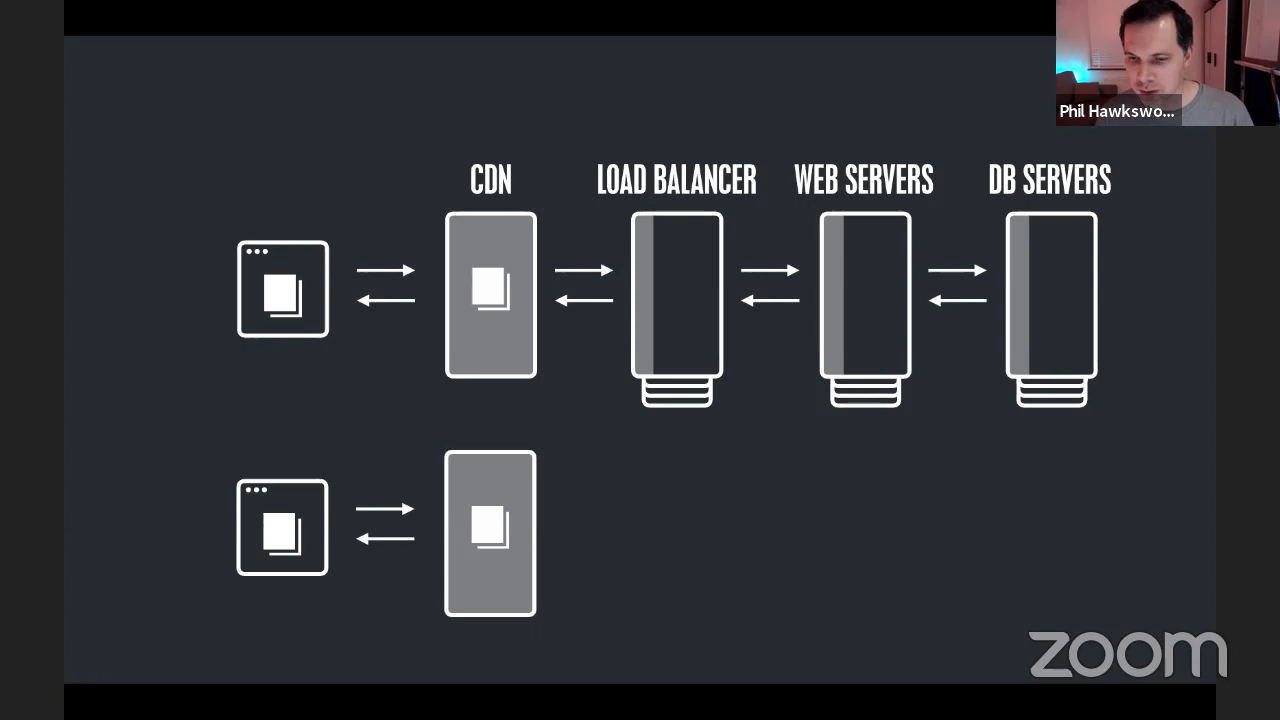 Phil Hawkswo...
CDN
LOAD BALANCER
WEB SERVERS
DB SERVERS
zoom